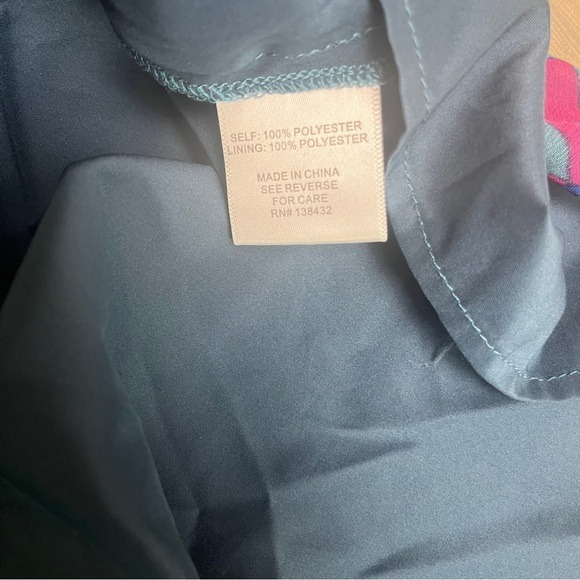 SELF: 100% POLYESTER
LINING: 100% POLYESTER
MADE IN CHINA
SEE REVERSE
FOR CARE
RN# 138432